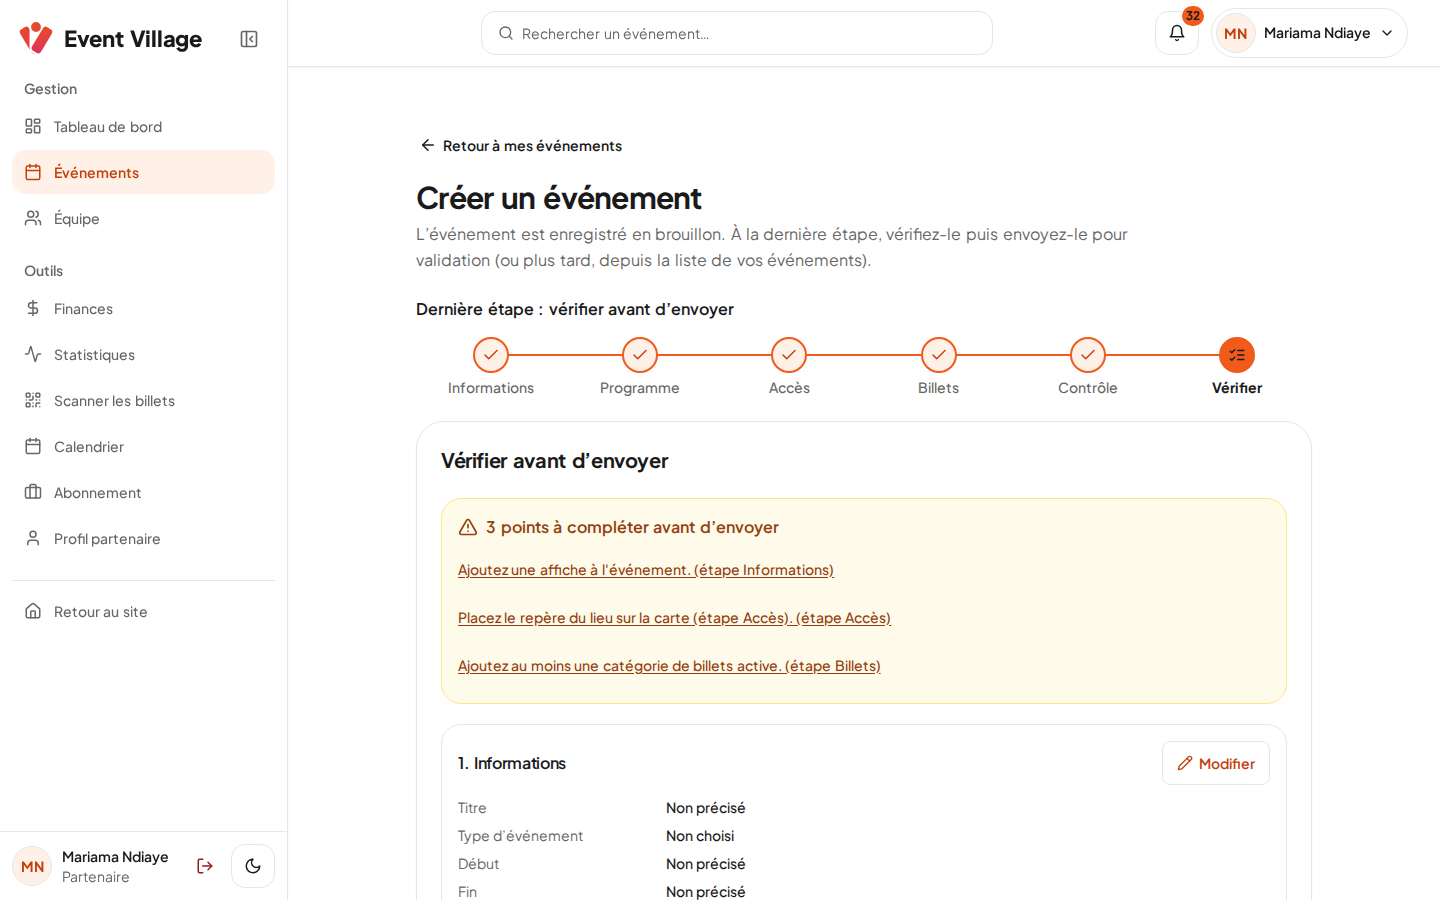 Event Village
Gestion
Tableau de bord
Événements
Équipe
Outils
Finances
Statistiques
Scanner les billets
Calendrier
Abonnement
Profil partenaire
Retour au site
MN
Mariama Ndiaye
Partenaire
Rechercher un événement…
32
MN
Mariama Ndiaye
Retour à mes événements
Créer un événement
L’événement est enregistré en brouillon. À la dernière étape, vérifiez-le puis envoyez-le pour
validation (ou plus tard, depuis la liste de vos événements).
Dernière étape : vérifier avant d’envoyer
Informations
Programme
Accès
Billets
Contrôle
Vérifier
Vérifier avant d’envoyer
3 points à compléter avant d’envoyer
Ajoutez une affiche à l'événement. (étape Informations)
Placez le repère du lieu sur la carte (étape Accès). (étape Accès)
Ajoutez au moins une catégorie de billets active. (étape Billets)
1. Informations
Modifier
Titre Non précisé
Type d’événement Non choisi
Début Non précisé
Fin Non précisé